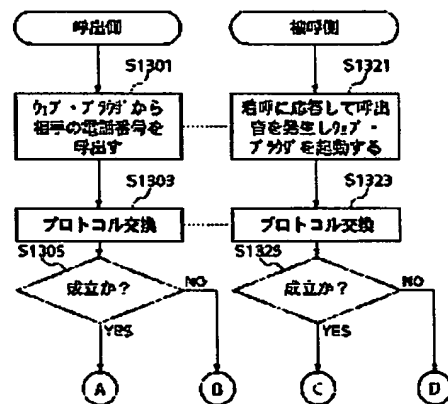 呼出側
被呼側
S1301
S1321
ウェブ・ブラウザから
相手の電話番号を
呼出す
着呼に応答して呼出
音を発生しウェブ・
ブラウザを起動する
S1303
S1323
プロトコル交換
プロトコル交換
S1305
S1325
成立か?
NO
成立か?
NO
YES
YES
A
B
C
D